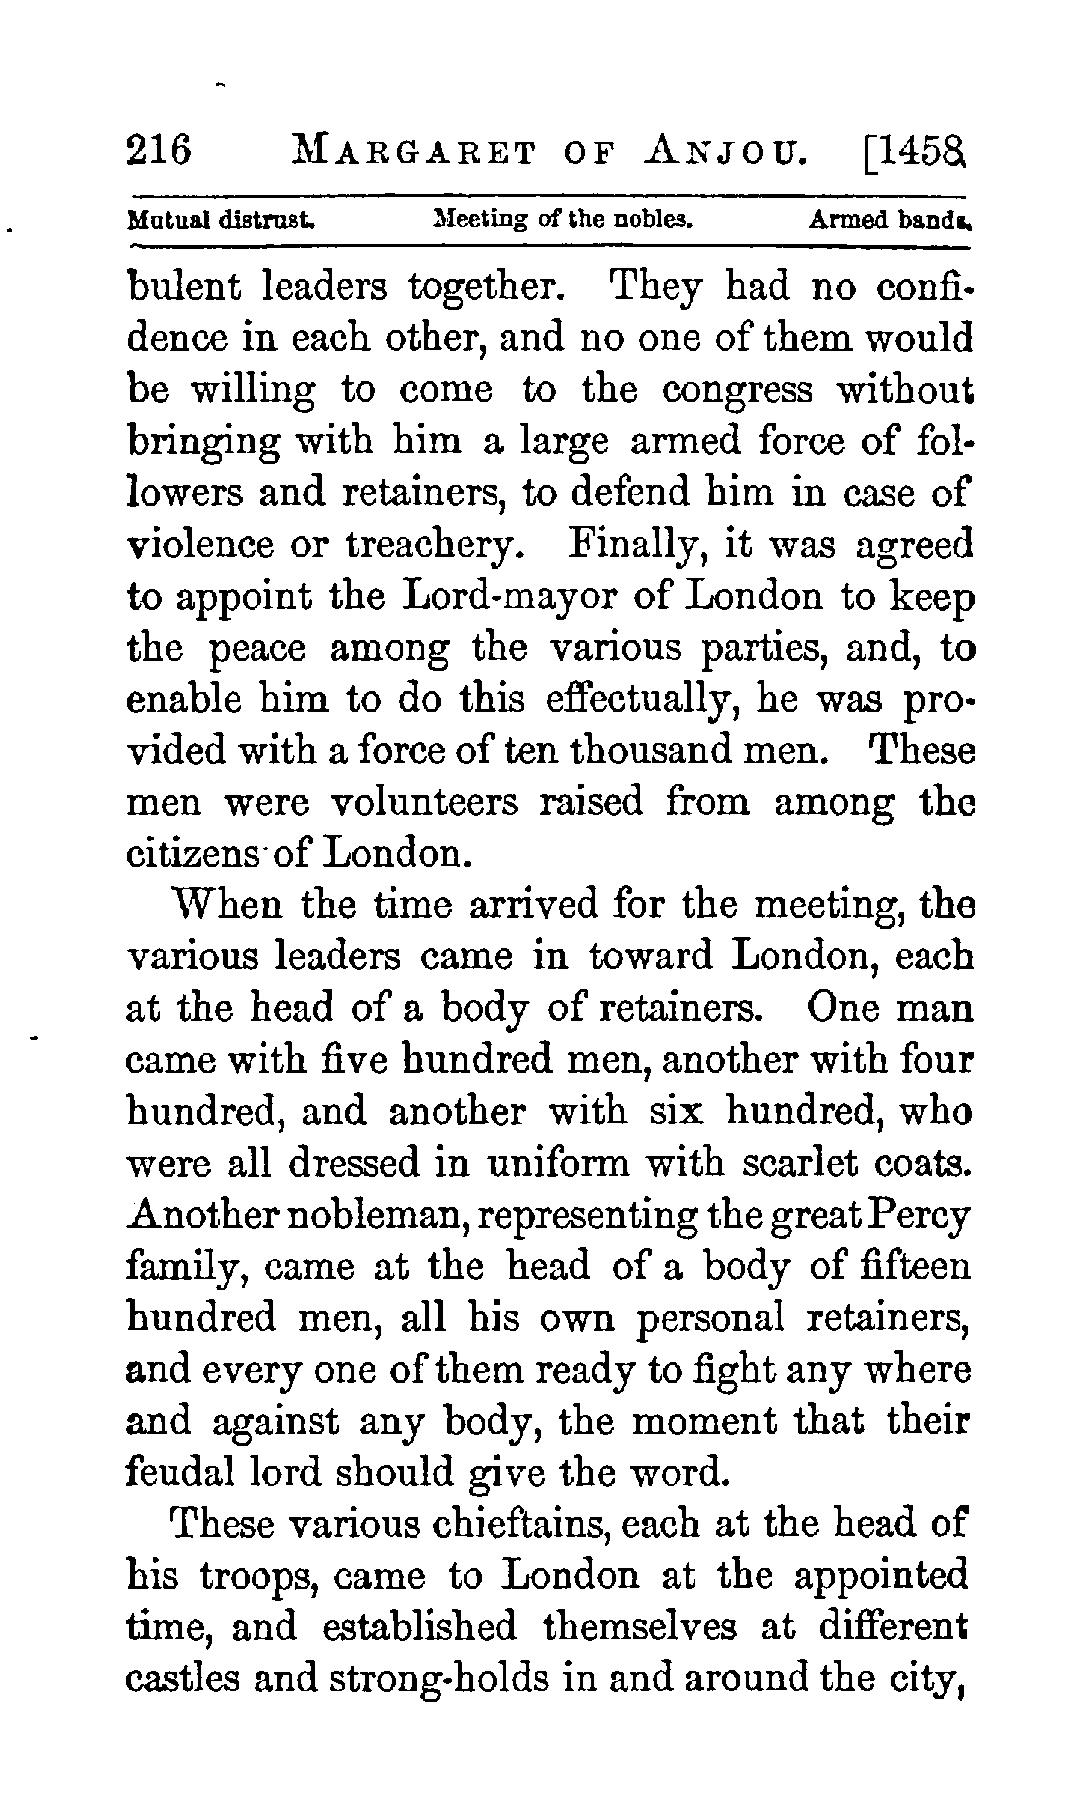 216 MARGARET OF ANJOU. [1458.
Mutual distrust. Meeting of the nobles. Armed bands.
bulent leaders together. They had no confi-
dence in each other, and no one of them would
be willing to come to the congress without
bringing with him a large armed force of fol-
lowers and retainers, to defend him in case of
violence or treachery. Finally, it was agreed
to appoint the Lord-mayor of London to keep
the peace among the various parties, and, to
enable him to do this effectually, he was pro-
vided with a force of ten thousand men. These
men were volunteers raised from among the
citizens of London.
When the time arrived for the meeting, the
various leaders came in toward London, each
at the head of a body of retainers. One man
came with five hundred men, another with four
hundred, and another with six hundred, who
were all dressed in uniform with scarlet coats.
Another nobleman, representing the great Percy
family, came at the head of a body of fifteen
hundred men, all his own personal retainers,
and every one of them ready to fight any where
and against any body, the moment that their
feudal lord should give the word.
These various chieftains, each at the head of
his troops, came to London at the appointed
time, and established themselves at different
castles and strong-holds in and around the city,